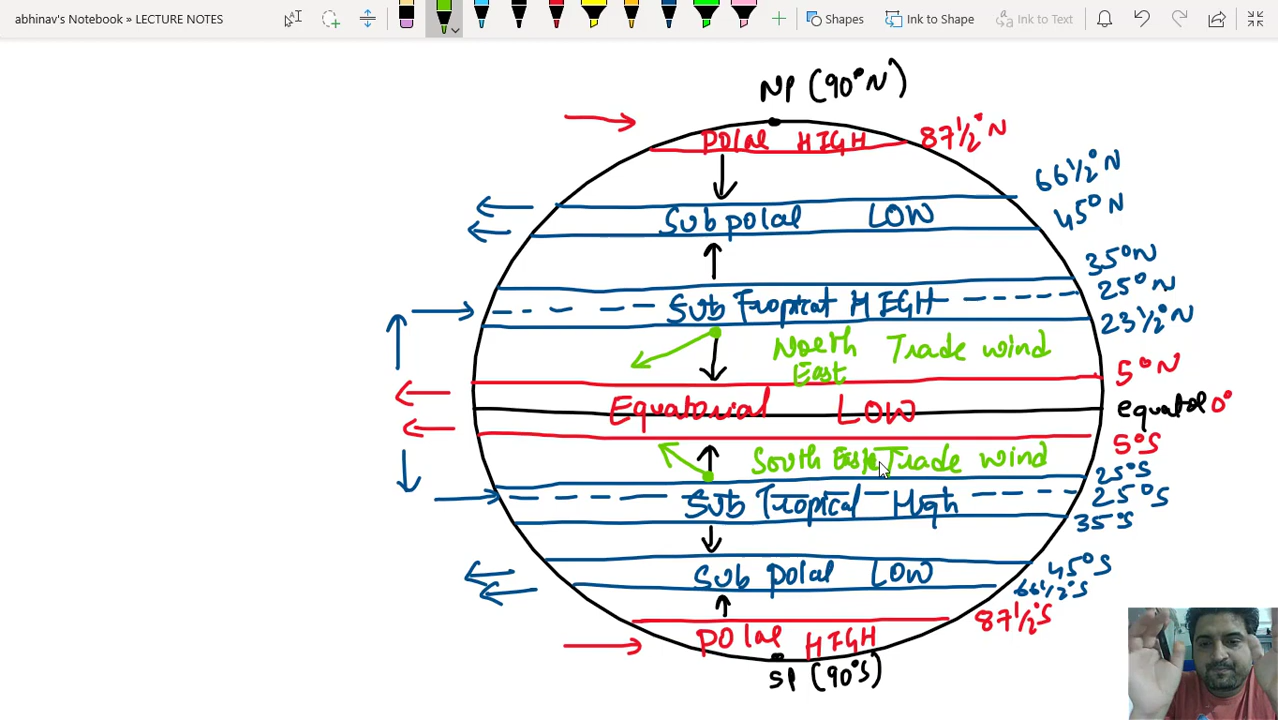 abhinav's Notebook » LECTURE NOTES
Shapes
Ink to Shape
Ink to Text
NP (90°N)
Polar HIGH 87½°N
66½°N
Sub polar LOW 45°N
35°N
25°N
Sub Tropical HIGH 23½°N
North Trade wind
East
5°N
Equatorial LOW equator 0°
5°S
South East Trade wind
25°S
Sub Tropical High 25°S
35°S
Sub polar LOW 45°S
66½°S
87½°S
Polar HIGH
SP (90°S)